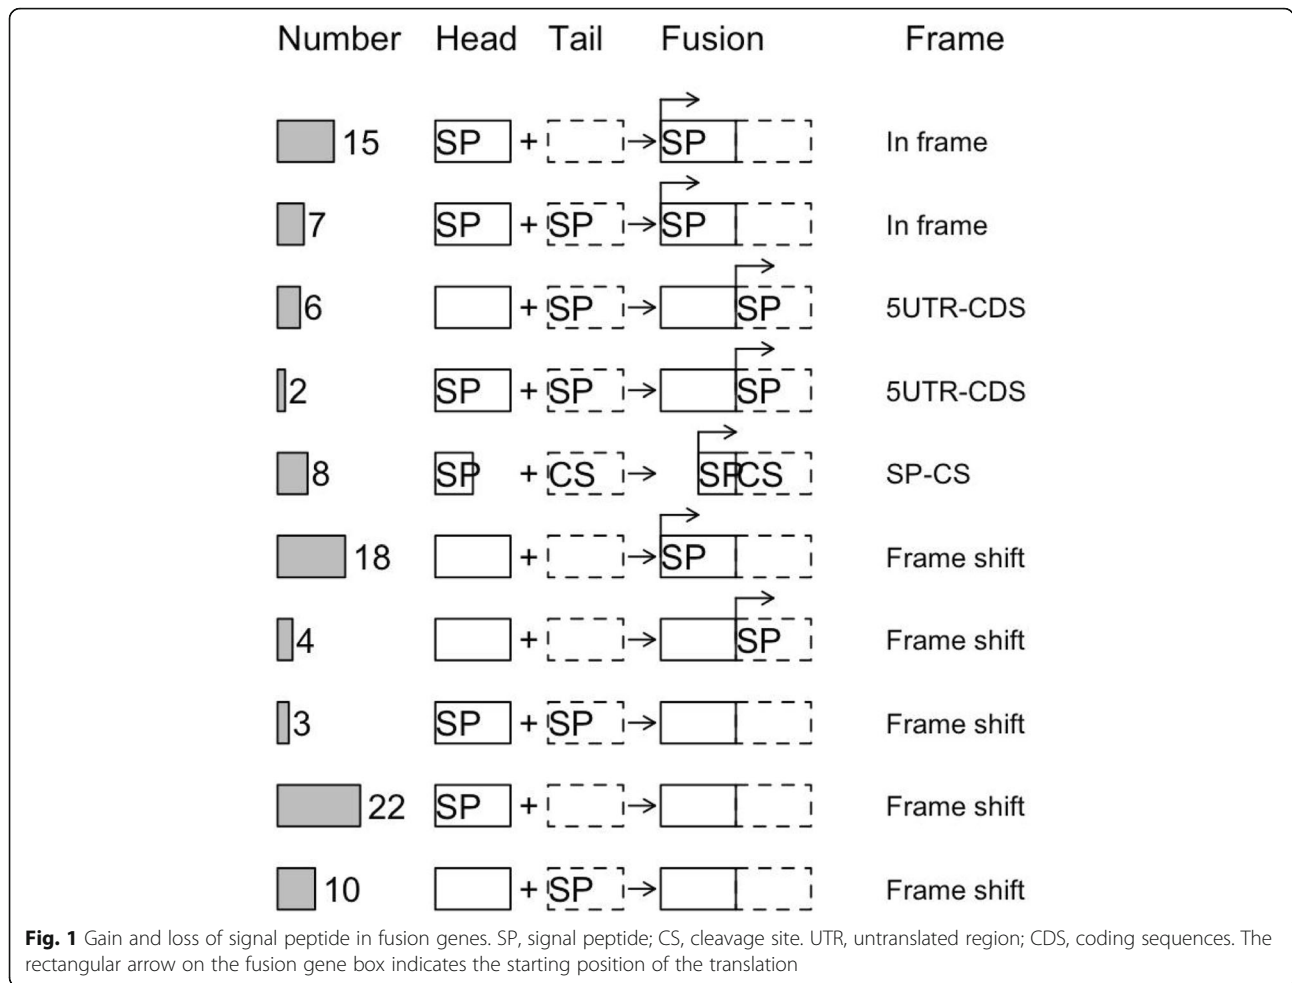 Number Head Tail Fusion Frame
15 SP + → SP In frame
7 SP + SP → SP In frame
6 + SP → SP 5UTR-CDS
2 SP + SP → SP 5UTR-CDS
8 SP + CS → SP CS SP-CS
18 + → SP Frame shift
4 + → SP Frame shift
3 SP + SP → Frame shift
22 SP + → Frame shift
10 + SP → Frame shift
Fig. 1 Gain and loss of signal peptide in fusion genes. SP, signal peptide; CS, cleavage site. UTR, untranslated region; CDS, coding sequences. The
rectangular arrow on the fusion gene box indicates the starting position of the translation